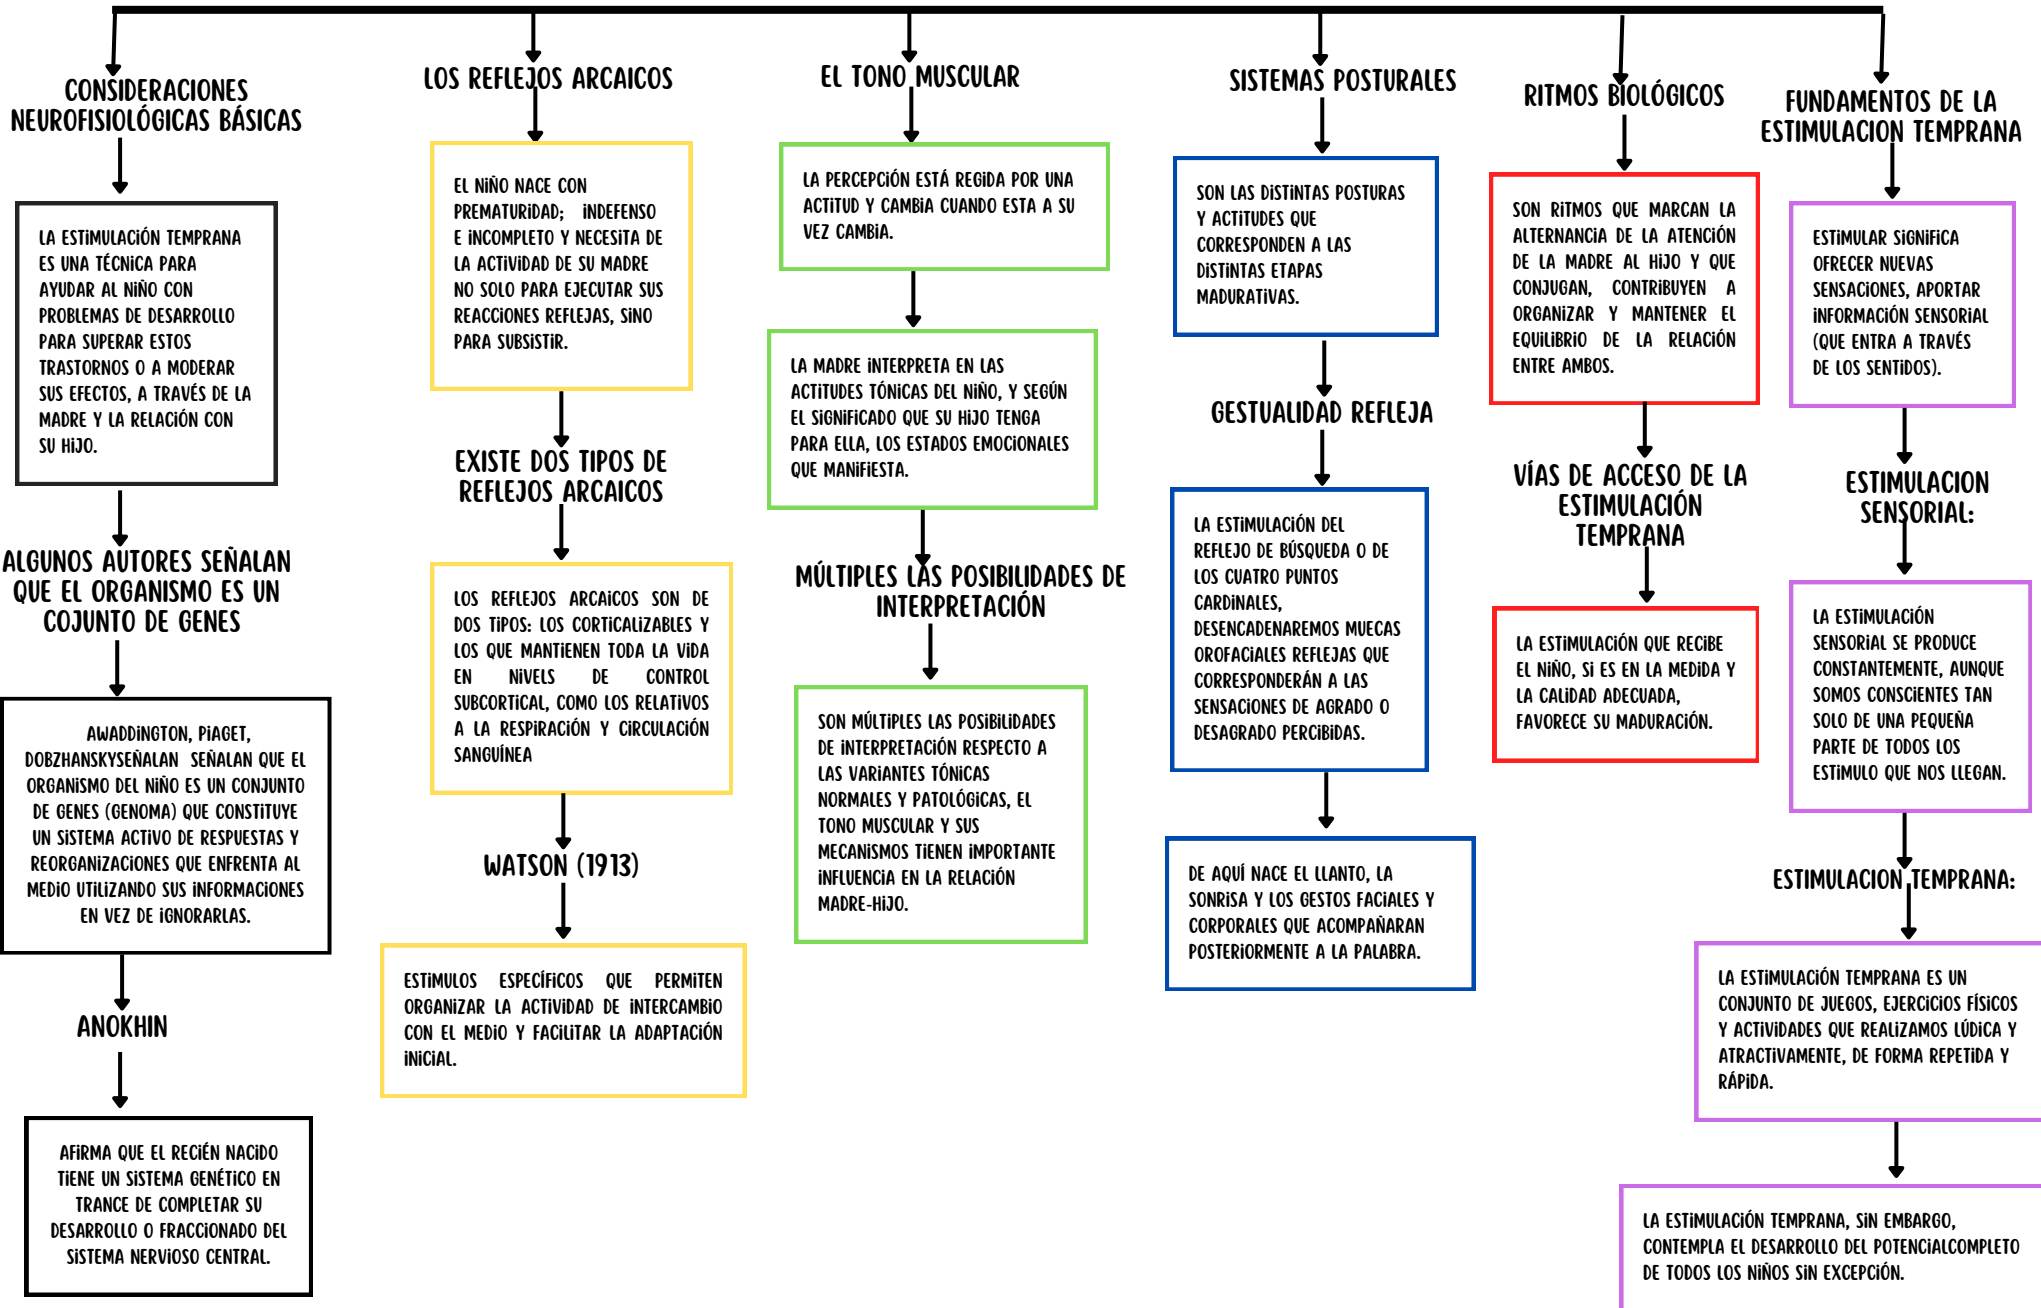 CONSIDERACIONES
NEUROFISIOLÓGICAS BÁSICAS
LA ESTIMULACIÓN TEMPRANA
ES UNA TÉCNICA PARA
AYUDAR AL NIÑO CON
PROBLEMAS DE DESARROLLO
PARA SUPERAR ESTOS
TRASTORNOS O A MODERAR
SUS EFECTOS, A TRAVÉS DE LA
MADRE Y LA RELACIÓN CON
SU HIJO.
ALGUNOS AUTORES SEÑALAN
QUE EL ORGANISMO ES UN
COJUNTO DE GENES
AWADDINGTON, PIAGET,
DOBZHANSKYSEÑALAN SEÑALAN QUE EL
ORGANISMO DEL NIÑO ES UN CONJUNTO
DE GENES (GENOMA) QUE CONSTITUYE
UN SISTEMA ACTIVO DE RESPUESTAS Y
REORGANIZACIONES QUE ENFRENTA AL
MEDIO UTILIZANDO SUS INFORMACIONES
EN VEZ DE IGNORARLAS.
ANOKHIN
AFIRMA QUE EL RECIÉN NACIDO
TIENE UN SISTEMA GENÉTICO EN
TRANCE DE COMPLETAR SU
DESARROLLO O FRACCIONADO DEL
SISTEMA NERVIOSO CENTRAL.
LOS REFLEJOS ARCAICOS
EL NIÑO NACE CON
PREMATURIDAD; INDEFENSO
E INCOMPLETO Y NECESITA DE
LA ACTIVIDAD DE SU MADRE
NO SOLO PARA EJECUTAR SUS
REACCIONES REFLEJAS, SINO
PARA SUBSISTIR.
EXISTE DOS TIPOS DE
REFLEJOS ARCAICOS
LOS REFLEJOS ARCAICOS SON DE
DOS TIPOS: LOS CORTICALIZABLES Y
LOS QUE MANTIENEN TODA LA VIDA
EN NIVELS DE CONTROL
SUBCORTICAL, COMO LOS RELATIVOS
A LA RESPIRACIÓN Y CIRCULACIÓN
SANGUÍNEA
WATSON (1913)
ESTIMULOS ESPECÍFICOS QUE PERMITEN
ORGANIZAR LA ACTIVIDAD DE INTERCAMBIO
CON EL MEDIO Y FACILITAR LA ADAPTACIÓN
INICIAL.
EL TONO MUSCULAR
LA PERCEPCIÓN ESTÁ REGIDA POR UNA
ACTITUD Y CAMBIA CUANDO ESTA A SU
VEZ CAMBIA.
LA MADRE INTERPRETA EN LAS
ACTITUDES TÓNICAS DEL NIÑO, Y SEGÚN
EL SIGNIFICADO QUE SU HIJO TENGA
PARA ELLA, LOS ESTADOS EMOCIONALES
QUE MANIFIESTA.
MÚLTIPLES LAS POSIBILIDADES DE
INTERPRETACIÓN
SON MÚLTIPLES LAS POSIBILIDADES
DE INTERPRETACIÓN RESPECTO A
LAS VARIANTES TÓNICAS
NORMALES Y PATOLÓGICAS, EL
TONO MUSCULAR Y SUS
MECANISMOS TIENEN IMPORTANTE
INFLUENCIA EN LA RELACIÓN
MADRE-HIJO.
SISTEMAS POSTURALES
SON LAS DISTINTAS POSTURAS
Y ACTITUDES QUE
CORRESPONDEN A LAS
DISTINTAS ETAPAS
MADURATIVAS.
GESTUALIDAD REFLEJA
LA ESTIMULACIÓN DEL
REFLEJO DE BÚSQUEDA O DE
LOS CUATRO PUNTOS
CARDINALES,
DESENCADENAREMOS MUECAS
OROFACIALES REFLEJAS QUE
CORRESPONDERÁN A LAS
SENSACIONES DE AGRADO O
DESAGRADO PERCIBIDAS.
DE AQUÍ NACE EL LLANTO, LA
SONRISA Y LOS GESTOS FACIALES Y
CORPORALES QUE ACOMPAÑARAN
POSTERIORMENTE A LA PALABRA.
RITMOS BIOLÓGICOS
SON RITMOS QUE MARCAN LA
ALTERNANCIA DE LA ATENCIÓN
DE LA MADRE AL HIJO Y QUE
CONJUGAN, CONTRIBUYEN A
ORGANIZAR Y MANTENER EL
EQUILIBRIO DE LA RELACIÓN
ENTRE AMBOS.
VÍAS DE ACCESO DE LA
ESTIMULACIÓN
TEMPRANA
LA ESTIMULACIÓN QUE RECIBE
EL NIÑO, SI ES EN LA MEDIDA Y
LA CALIDAD ADECUADA,
FAVORECE SU MADURACIÓN.
FUNDAMENTOS DE LA
ESTIMULACION TEMPRANA
ESTIMULAR SIGNIFICA
OFRECER NUEVAS
SENSACIONES, APORTAR
INFORMACIÓN SENSORIAL
(QUE ENTRA A TRAVÉS
DE LOS SENTIDOS).
ESTIMULACION
SENSORIAL:
LA ESTIMULACIÓN
SENSORIAL SE PRODUCE
CONSTANTEMENTE, AUNQUE
SOMOS CONSCIENTES TAN
SOLO DE UNA PEQUEÑA
PARTE DE TODOS LOS
ESTIMULO QUE NOS LLEGAN.
ESTIMULACION TEMPRANA:
LA ESTIMULACIÓN TEMPRANA ES UN
CONJUNTO DE JUEGOS, EJERCICIOS FÍSICOS
Y ACTIVIDADES QUE REALIZAMOS LÚDICA Y
ATRACTIVAMENTE, DE FORMA REPETIDA Y
RÁPIDA.
LA ESTIMULACIÓN TEMPRANA, SIN EMBARGO,
CONTEMPLA EL DESARROLLO DEL POTENCIALCOMPLETO
DE TODOS LOS NIÑOS SIN EXCEPCIÓN.